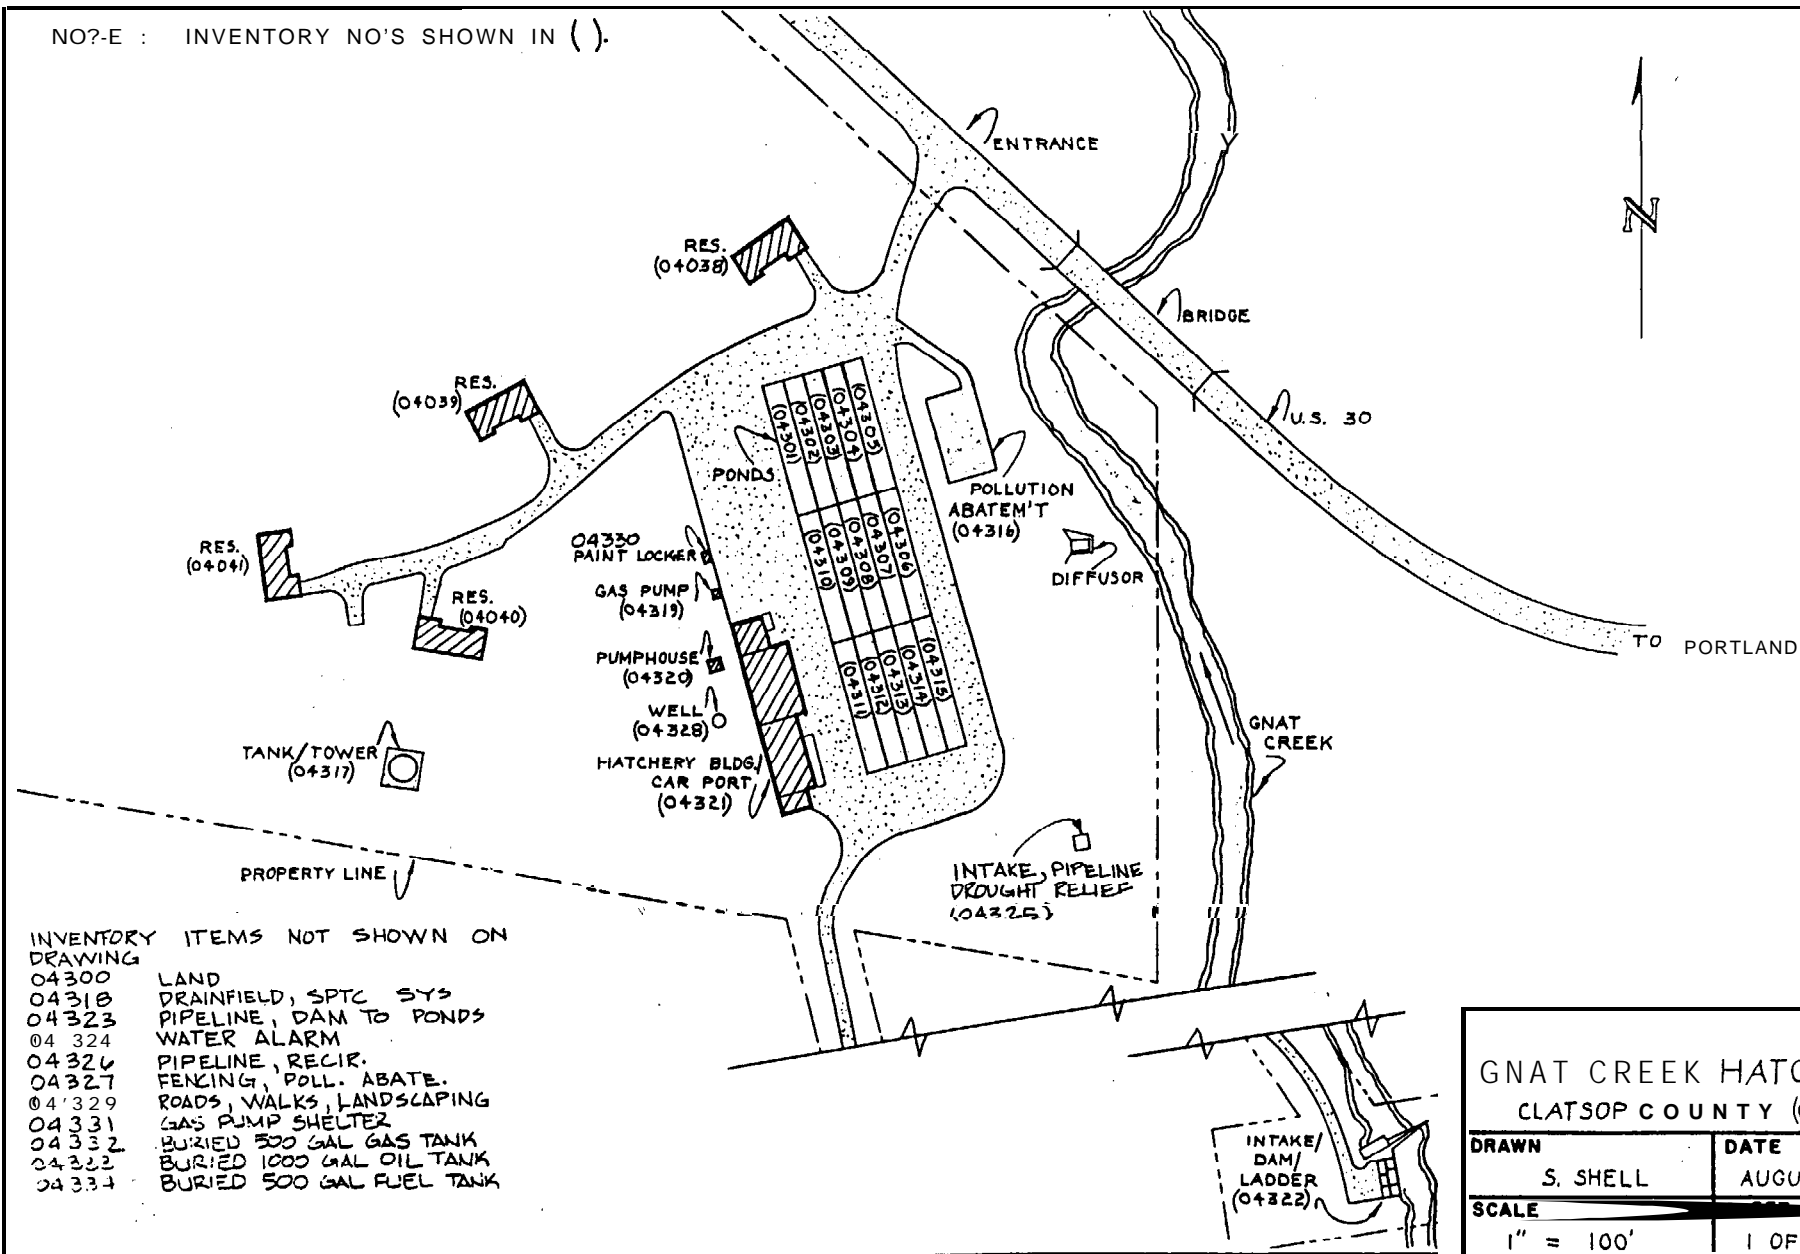 NO?-E : INVENTORY NO'S SHOWN IN ( ).
ENTRANCE
N
RES.
(04038)
BRIDGE
RES.
(04039)
U.S. 30
(04301)
(04302)
(04303)
(04304)
(04305)
PONDS
POLLUTION
ABATEM'T
(04316)
04330
PAINT LOCKER
(04310)
(04309)
(04308)
(04307)
(04306)
RES.
(04041)
DIFFUSOR
GAS PUMP
(04319)
RES.
(04040)
TO PORTLAND
PUMPHOUSE
(04320)
(04311)
(04312)
(04313)
(04314)
(04315)
WELL
(04328)
GNAT
CREEK
TANK/TOWER
(04317)
HATCHERY BLDG/
CAR PORT
(04321)
PROPERTY LINE
INTAKE, PIPELINE
DROUGHT RELIEF
(04325)
INVENTORY ITEMS NOT SHOWN ON
DRAWING
04300 LAND
04318 DRAINFIELD, SPTC SYS
04323 PIPELINE, DAM TO PONDS
04 324 WATER ALARM
04326 PIPELINE, RECIR.
04327 FENCING, POLL. ABATE.
04'329 ROADS, WALKS, LANDSCAPING
04331 GAS PUMP SHELTER
04332 BURIED 500 GAL GAS TANK
BURIED 1000 GAL OIL TANK
BURIED 500 GAL FUEL TANK
INTAKE/
DAM/
LADDER
(04322)
GNAT CREEK HATC
CLATSOP COUNTY (
DRAWN
S. SHELL
DATE
AUGU
SCALE
1" = 100'
1 OF